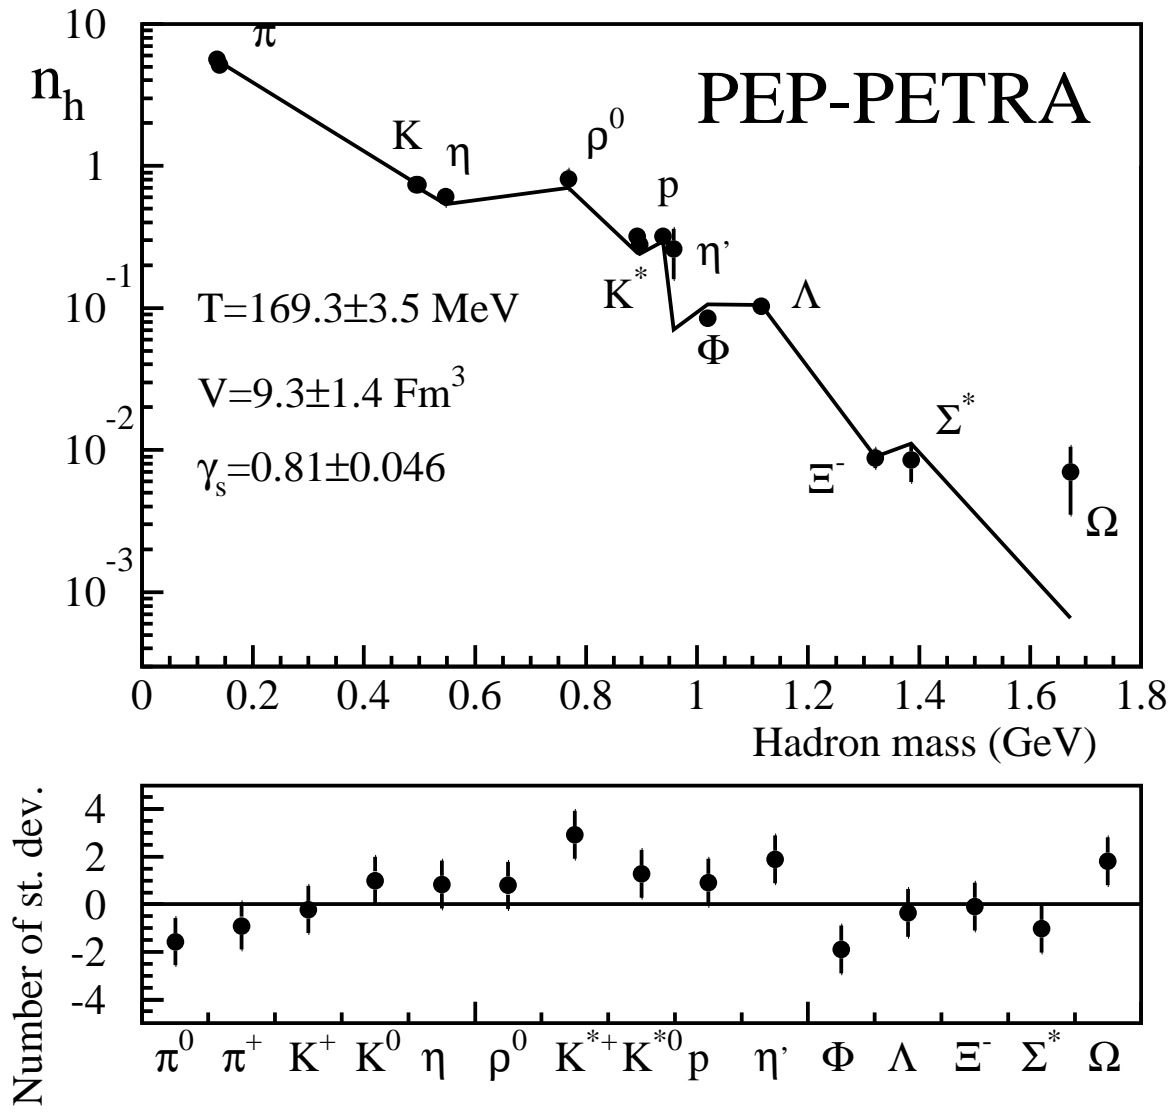 10
π
n_h
PEP-PETRA
K
η
ρ^0
1
p
η’
K^*
10^-1
T=169.3±3.5 MeV
Λ
Φ
V=9.3±1.4 Fm^3
Σ^*
10^-2
γ_s=0.81±0.046
Ξ^-
Ω
10^-3
0 0.2 0.4 0.6 0.8 1 1.2 1.4 1.6 1.8
Hadron mass (GeV)
Number of st. dev.
4
2
0
-2
-4
π^0 π^+ K^+ K^0 η ρ^0 K^*+ K^*0 p η’ Φ Λ Ξ^- Σ^* Ω